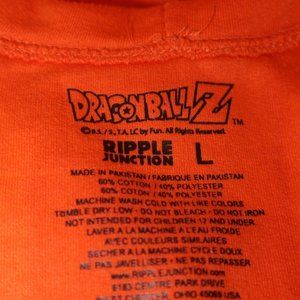 DRAGONBALL Z™
©B.S./S.,T.A. LC by Fun. All Rights Reserved.
RIPPLE JUNCTION L
MADE IN PAKISTAN / FABRIQUE EN PAKISTAN
60% COTTON / 40% POLYESTER
60% COTON / 40% POLYESTER
MACHINE WASH COLD WITH LIKE COLORS
TUMBLE DRY LOW - DO NOT BLEACH - DO NOT IRON
NOT INTENDED FOR CHILDREN 12 AND UNDER
LAVER A LA MACHINE A L'EAU FROIDE
AVEC COULEURS SIMILAIRES
SECHER A LA MACHINE CYCLE DOUX
NE PAS JAVELLISER - NE PAS REPASSER
WWW.RIPPLEJUNCTION.COM
CENTRE PARK DRIVE
OHIO 45069 US